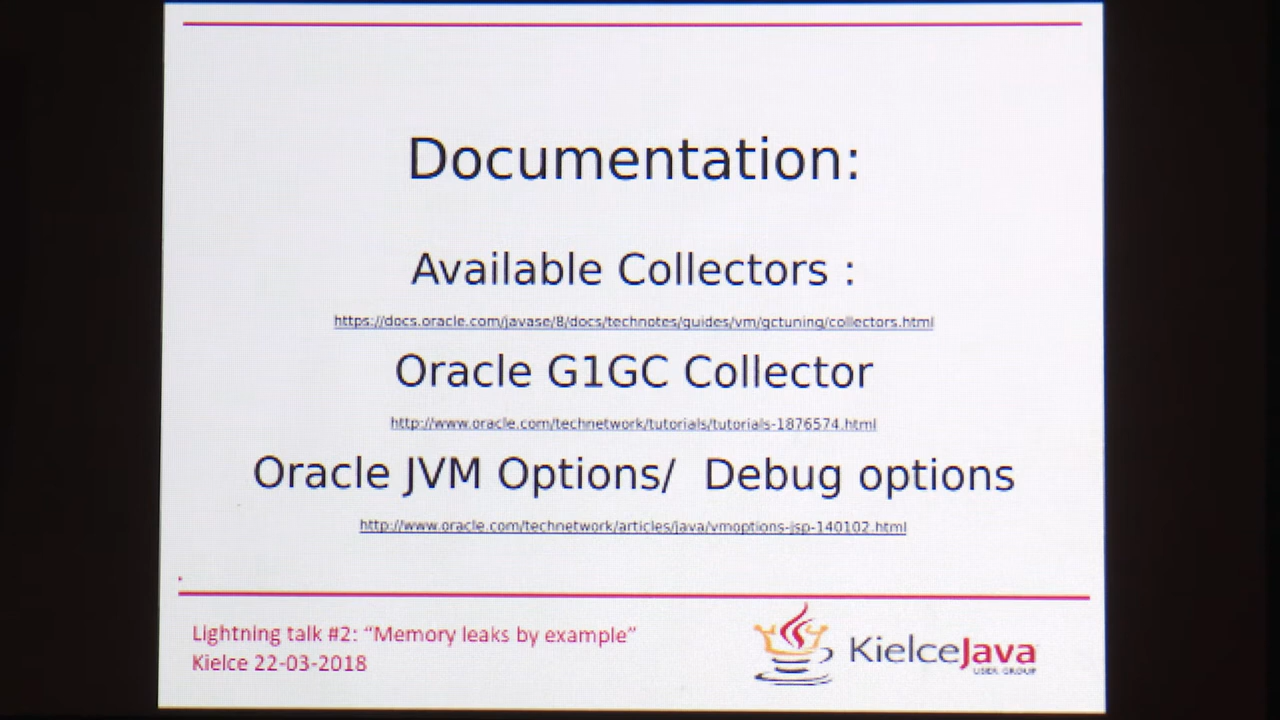 Documentation:
Available Collectors :
https://docs.oracle.com/javase/8/docs/technotes/guides/vm/gctuning/collectors.html
Oracle G1GC Collector
http://www.oracle.com/technetwork/tutorials/tutorials-1876574.html
Oracle JVM Options/  Debug options
http://www.oracle.com/technetwork/articles/java/vmoptions-jsp-140102.html
.
Lightning talk #2: “Memory leaks by example”
Kielce 22-03-2018
KielceJava
USER GROUP